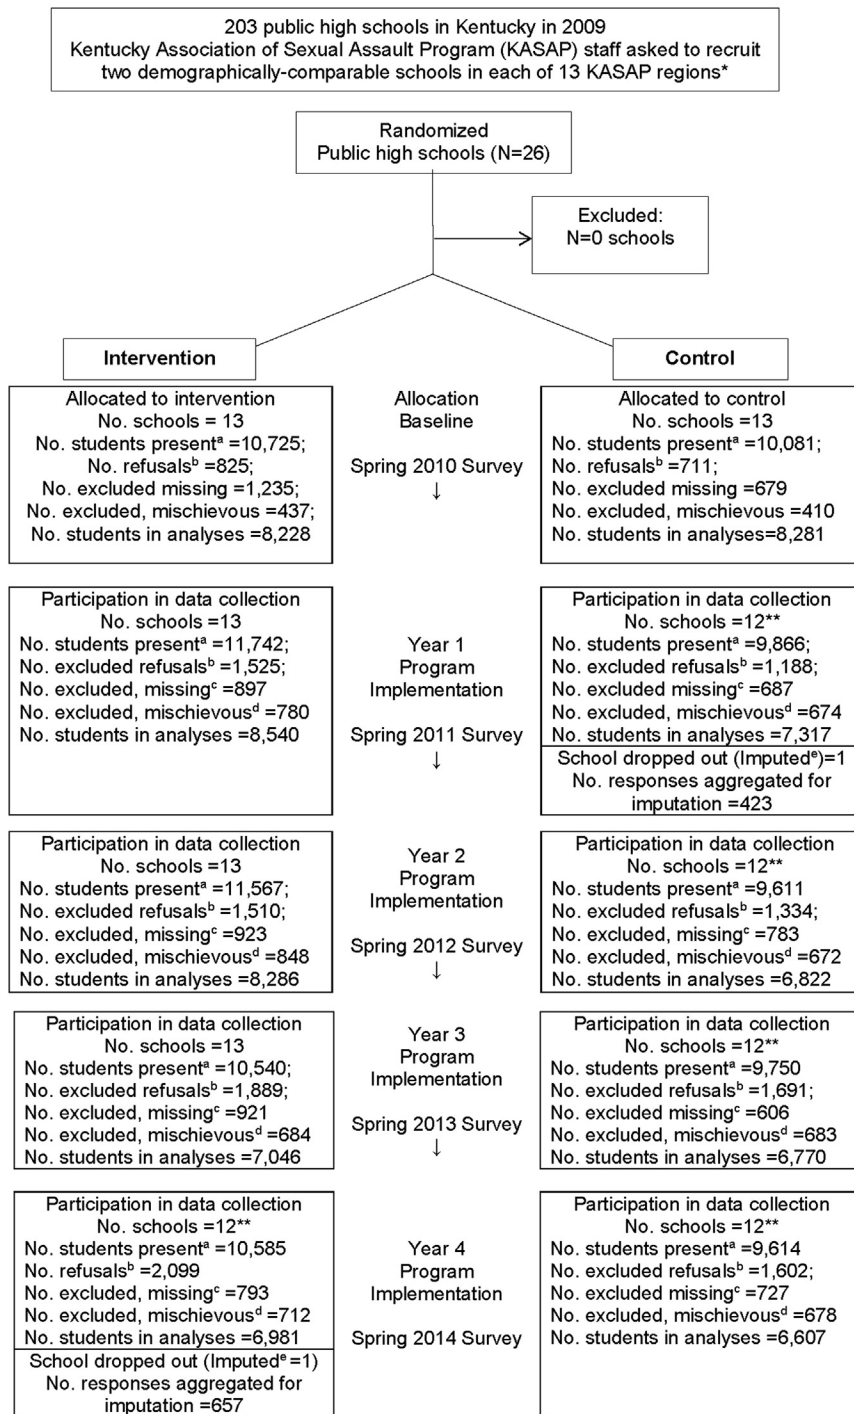 203 public high schools in Kentucky in 2009
Kentucky Association of Sexual Assault Program (KASAP) staff asked to recruit
two demographically-comparable schools in each of 13 KASAP regions*
Randomized
Public high schools (N=26)
Excluded:
N=0 schools
Intervention
Control
Allocated to intervention
No. schools = 13
No. students presentᵃ =10,725;
No. refusalsᵇ =825;
No. excluded missing =1,235;
No. excluded, mischievous =437;
No. students in analyses =8,228
Allocation
Baseline
Spring 2010 Survey
↓
Allocated to control
No. schools =13
No. students presentᵃ =10,081;
No. refusalsᵇ =711;
No. excluded missing =679
No. excluded, mischievous =410
No. students in analyses=8,281
Participation in data collection
No. schools =13
No. students presentᵃ =11,742;
No. excluded refusalsᵇ =1,525;
No. excluded, missingᶜ =897
No. excluded, mischievousᵈ =780
No. students in analyses =8,540
Year 1
Program
Implementation
Spring 2011 Survey
↓
Participation in data collection
No. schools =12**
No. students presentᵃ =9,866;
No. excluded refusalsᵇ =1,188;
No. excluded missingᶜ =687
No. excluded, mischievousᵈ =674
No. students in analyses =7,317
School dropped out (Imputedᵉ)=1
No. responses aggregated for
imputation =423
Participation in data collection
No. schools =13
No. students presentᵃ =11,567;
No. excluded refusalsᵇ =1,510;
No. excluded, missingᶜ =923
No. excluded, mischievousᵈ =848
No. students in analyses =8,286
Year 2
Program
Implementation
Spring 2012 Survey
↓
Participation in data collection
No. schools =12**
No. students presentᵃ =9,611
No. excluded refusalsᵇ =1,334;
No. excluded, missingᶜ =783
No. excluded, mischievousᵈ =672
No. students in analyses =6,822
Participation in data collection
No. schools =13
No. students presentᵃ =10,540;
No. excluded refusalsᵇ =1,889;
No. excluded, missingᶜ =921
No. excluded, mischievousᵈ =684
No. students in analyses =7,046
Year 3
Program
Implementation
Spring 2013 Survey
↓
Participation in data collection
No. schools =12**
No. students presentᵃ =9,750
No. excluded refusalsᵇ =1,691;
No. excluded missingᶜ =606
No. excluded, mischievousᵈ =683
No. students in analyses =6,770
Participation in data collection
No. schools =12**
No. students presentᵃ =10,585
No. refusalsᵇ =2,099
No. excluded, missingᶜ =793
No. excluded, mischievousᵈ =712
No. students in analyses =6,981
School dropped out (Imputedᵉ =1)
No. responses aggregated for
imputation =657
Year 4
Program
Implementation
Spring 2014 Survey
Participation in data collection
No. schools =12**
No. students presentᵃ =9,614
No. excluded refusalsᵇ =1,602;
No. excluded missingᶜ =727
No. excluded, mischievousᵈ =678
No. students in analyses =6,607